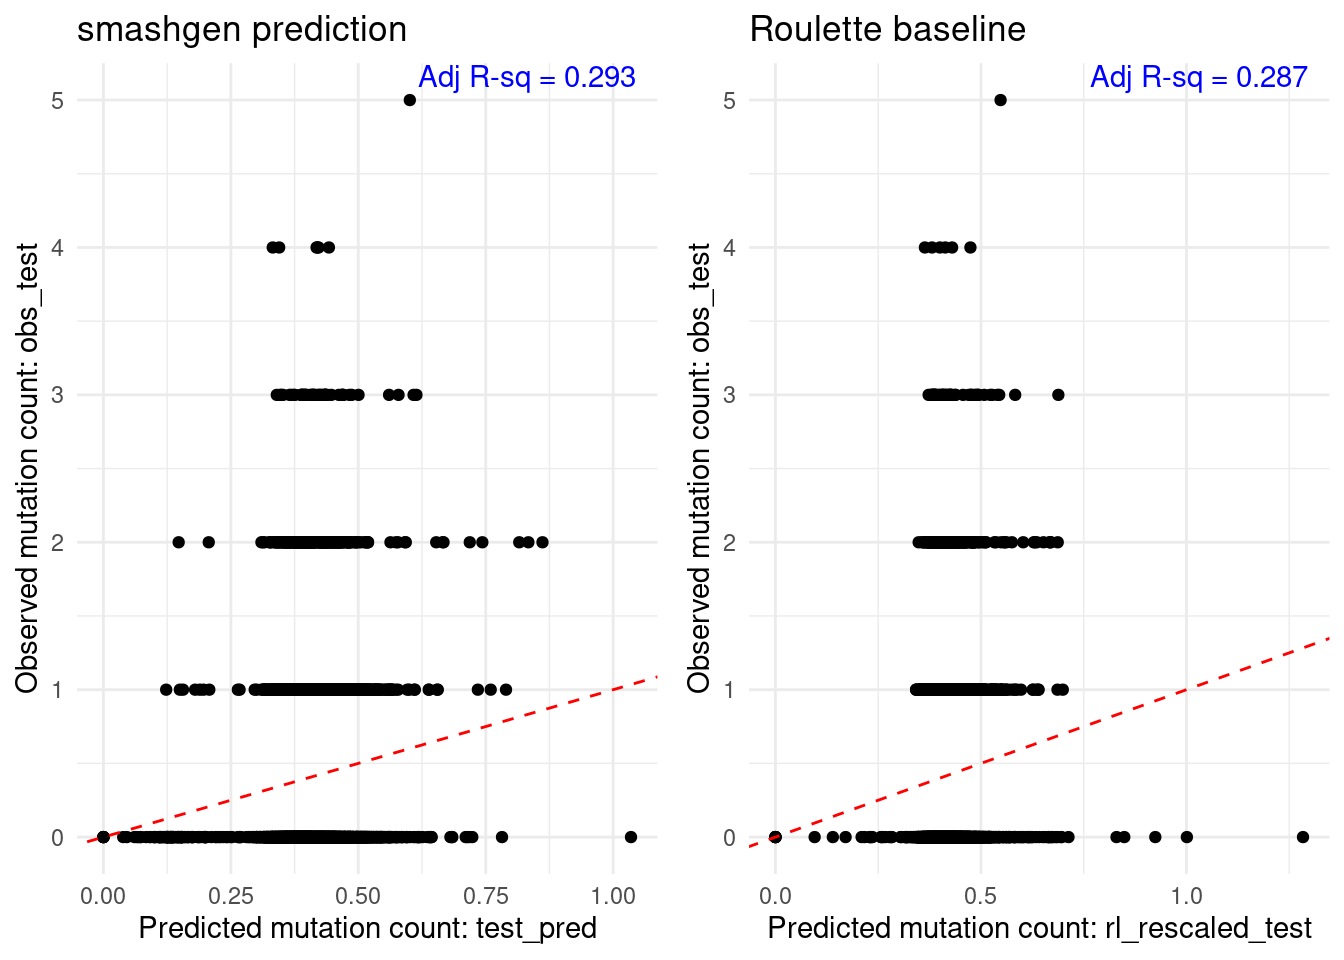 smashgen prediction
Adj R-sq = 0.293
Observed mutation count: obs_test
5
4
3
2
1
0
0.00 0.25 0.50 0.75 1.00
Predicted mutation count: test_pred
Roulette baseline
Adj R-sq = 0.287
Observed mutation count: obs_test
5
4
3
2
1
0
0.0 0.5 1.0
Predicted mutation count: rl_rescaled_test